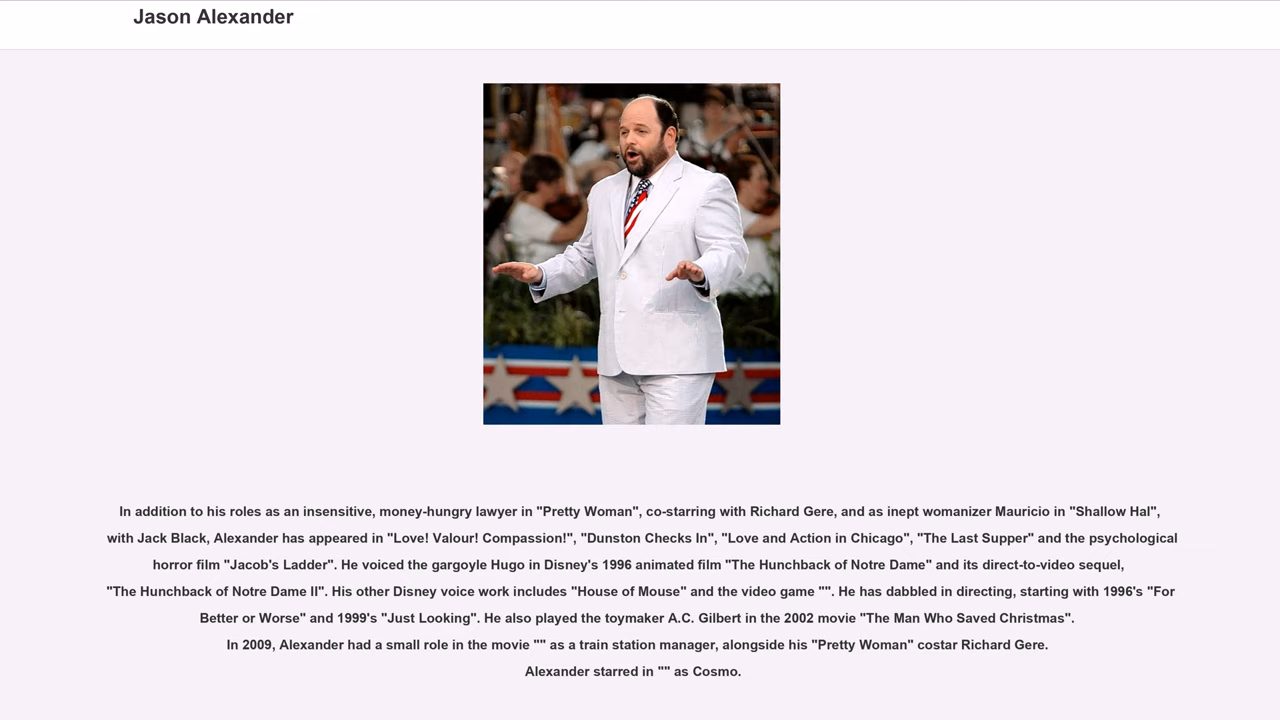 Jason Alexander
In addition to his roles as an insensitive, money-hungry lawyer in "Pretty Woman", co-starring with Richard Gere, and as inept womanizer Mauricio in "Shallow Hal",
with Jack Black, Alexander has appeared in "Love! Valour! Compassion!", "Dunston Checks In", "Love and Action in Chicago", "The Last Supper" and the psychological
horror film "Jacob's Ladder". He voiced the gargoyle Hugo in Disney's 1996 animated film "The Hunchback of Notre Dame" and its direct-to-video sequel,
"The Hunchback of Notre Dame II". His other Disney voice work includes "House of Mouse" and the video game "". He has dabbled in directing, starting with 1996's "For
Better or Worse" and 1999's "Just Looking". He also played the toymaker A.C. Gilbert in the 2002 movie "The Man Who Saved Christmas".
In 2009, Alexander had a small role in the movie "" as a train station manager, alongside his "Pretty Woman" costar Richard Gere.
Alexander starred in "" as Cosmo.